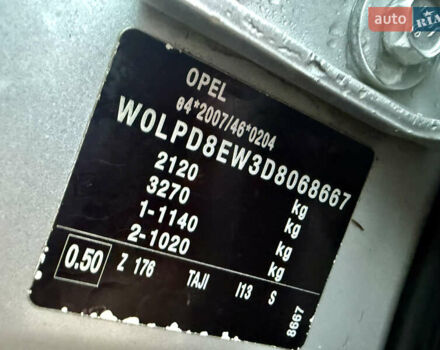 auto RIA
OPEL
e4*2007/46*0204
W0LPD8EW3D8068667
2120 kg
3270 kg
1-1140 kg
2-1020 kg
0.50 Z 176 TAJI I13 S
8667